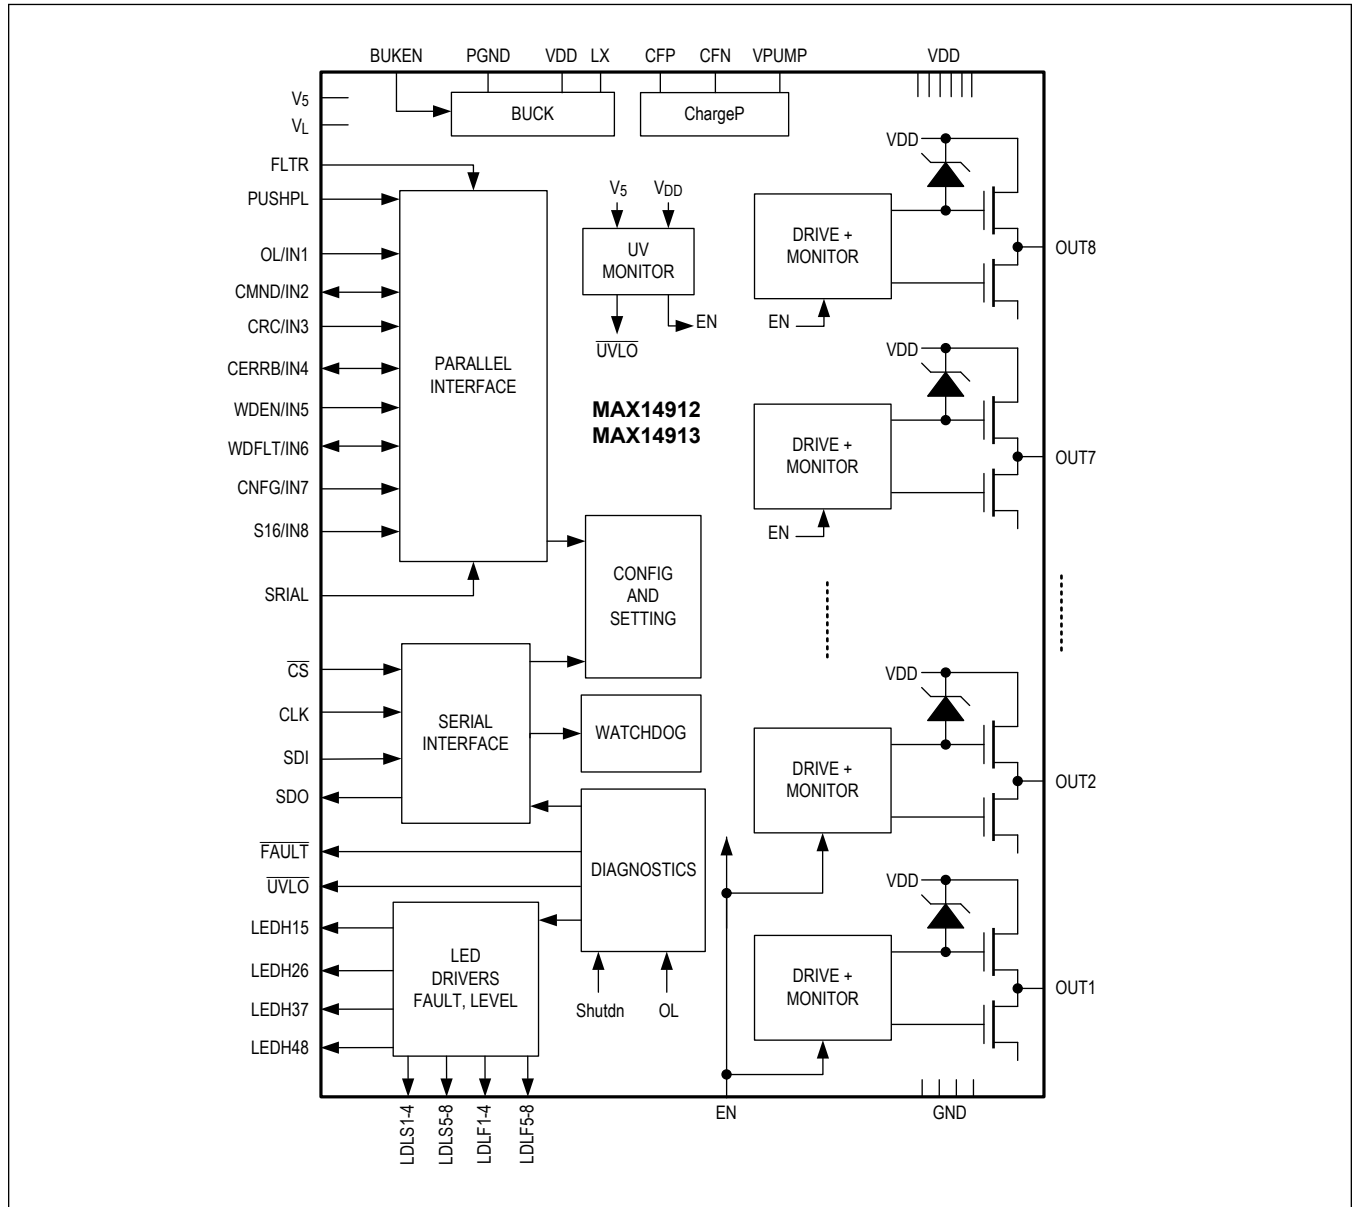 BUKEN PGND VDD LX CFP CFN VPUMP VDD
V5
VL
BUCK
ChargeP
FLTR
PUSHPL
OL/IN1
CMND/IN2
CRC/IN3
CERRB/IN4
WDEN/IN5
WDFLT/IN6
CNFG/IN7
S16/IN8
SRIAL
PARALLEL
INTERFACE
V5 VDD
UV
MONITOR
UVLO
EN
MAX14912
MAX14913
CONFIG
AND
SETTING
CS
CLK
SDI
SDO
SERIAL
INTERFACE
WATCHDOG
FAULT
UVLO
DIAGNOSTICS
Shutdn OL
LEDH15
LEDH26
LEDH37
LEDH48
LED
DRIVERS
FAULT, LEVEL
LDLS1-4
LDLS5-8
LDLF1-4
LDLF5-8
VDD
DRIVE +
MONITOR
EN
OUT8
VDD
DRIVE +
MONITOR
EN
OUT7
VDD
DRIVE +
MONITOR
OUT2
VDD
DRIVE +
MONITOR
OUT1
EN
GND